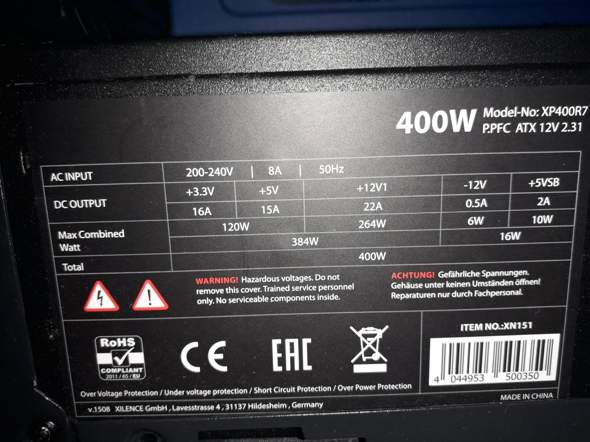 400W Model-No: XP400R7
P.PFC ATX 12V 2.31
AC INPUT 200-240V 8A 50Hz
DC OUTPUT +3.3V +5V +12V1 -12V +5VSB
16A 15A 22A 0.5A 2A
Max Combined Watt 120W 264W 6W 10W
384W 16W
Total 400W
WARNING! Hazardous voltages. Do not
remove this cover. Trained service personnel
only. No serviceable components inside.
ACHTUNG! Gefährliche Spannungen.
Gehäuse unter keinen Umständen öffnen!
Reparaturen nur durch Fachpersonal.
RoHS
COMPLIANT
2011/65/EU
CE
EAC
ITEM NO.:XN151
4 044953 500350
MADE IN CHINA
Over Voltage Protection / Under voltage protection / Short Circuit Protection / Over Power Protection
v.1508 XILENCE GmbH, Lavesstrasse 4, 31137 Hildesheim, Germany